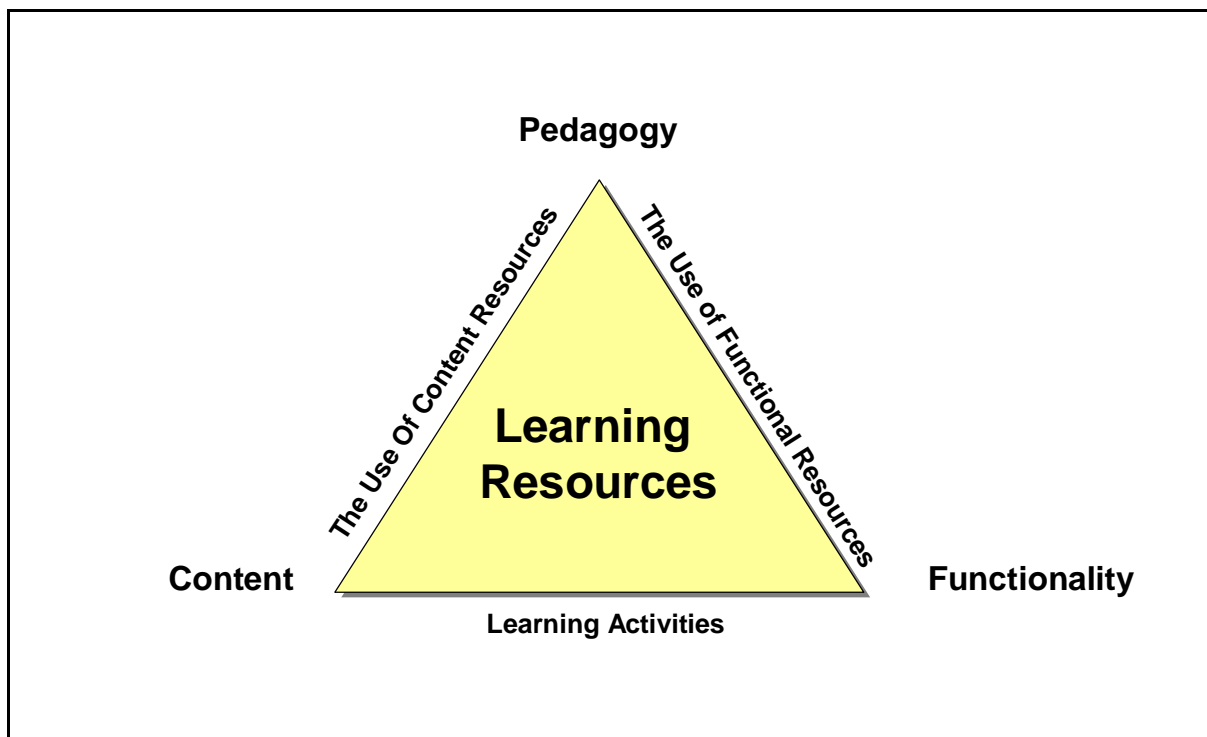 Pedagogy
The Use Of Content Resources
The Use of Functional Resources
Learning
Resources
Content
Functionality
Learning Activities